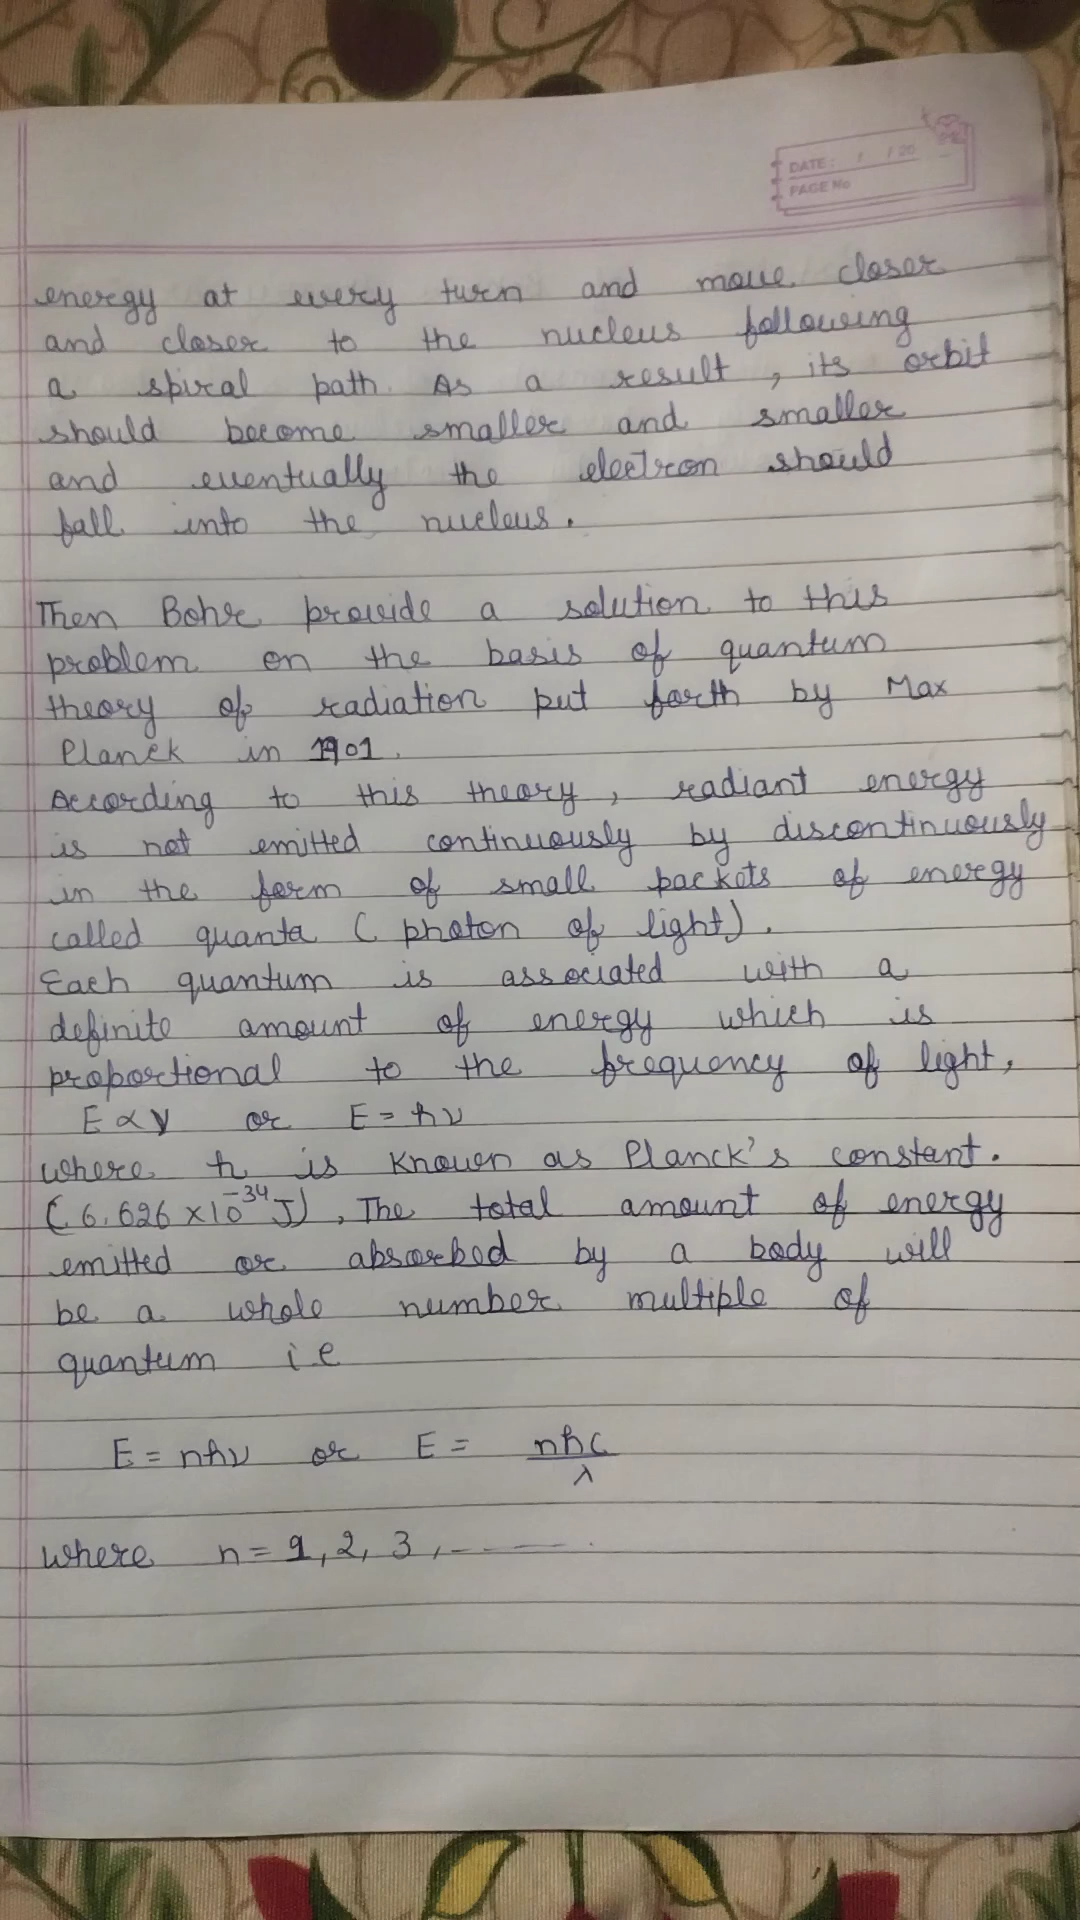 DATE: / / 20
PAGE No
energy at every turn and move closer
and closer to the nucleus following
a spiral path. As a result, its orbit
should become smaller and smaller
and eventually the electron should
fall into the nucleus.
Then Bohr provide a solution to this
problem on the basis of quantum
theory of radiation put forth by Max
Planck in 1901.
According to this theory, radiant energy
is not emitted continuously by discontinuously
in the form of small packets of energy
called quanta (photon of light).
Each quantum is associated with a
definite amount of energy which is
proportional to the frequency of light,
E ∝ ν or E = hν
where h is known as Planck's constant.
(6.626 × 10⁻³⁴ J), The total amount of energy
emitted or absorbed by a body will
be a whole number multiple of
quantum i e
E = nhν or E = nhc
λ
where n = 1, 2, 3, -----